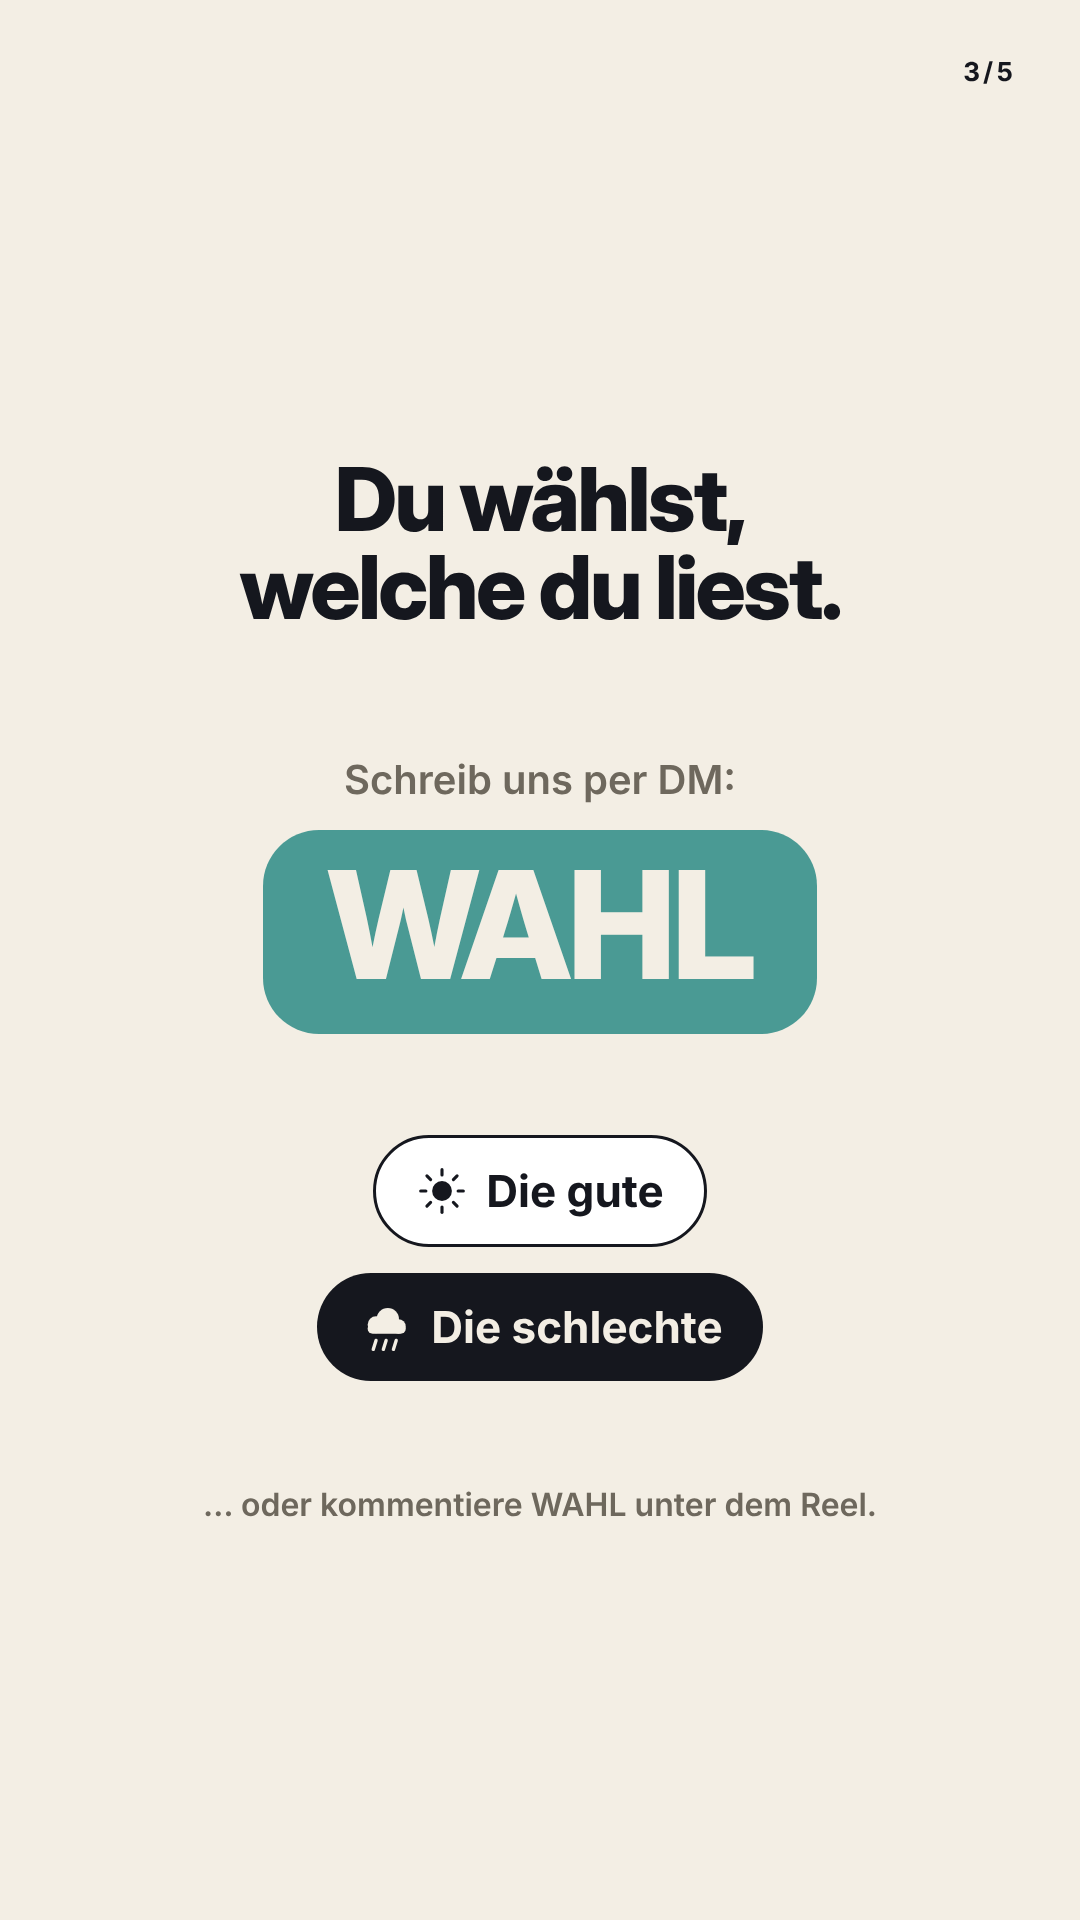 3/5
Du wählst,
welche du liest.
Schreib uns per DM:
WAHL
Die gute
Die schlechte
... oder kommentiere WAHL unter dem Reel.